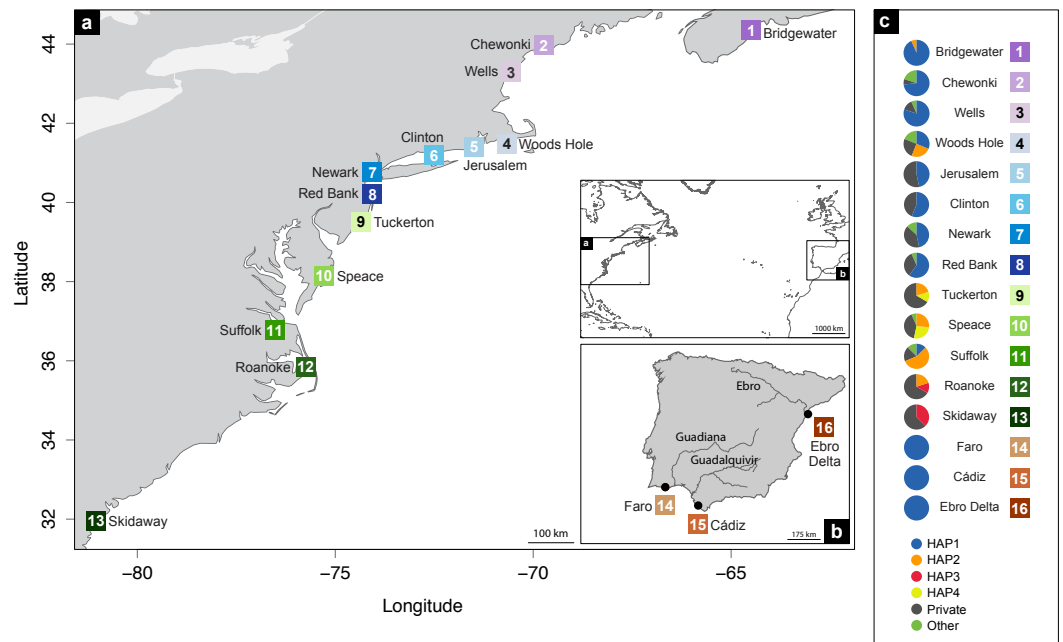 a
44
42
40
38
36
34
32
Latitude
−80
−75
−70
−65
Longitude
1
Bridgewater
Chewonki 2
Wells 3
4 Woods Hole
5
Jerusalem
Clinton
6
Newark 7
Red Bank 8
9 Tuckerton
10 Speace
Suffolk 11
Roanoke 12
13 Skidaway
100 km
a
b
1000 km
Ebro
Guadiana
Guadalquivir
16
Ebro
Delta
Faro 14
15 Cádiz
175 km
b
c
Bridgewater 1
Chewonki 2
Wells 3
Woods Hole 4
Jerusalem 5
Clinton 6
Newark 7
Red Bank 8
Tuckerton 9
Speace 10
Suffolk 11
Roanoke 12
Skidaway 13
Faro 14
Cádiz 15
Ebro Delta 16
HAP1
HAP2
HAP3
HAP4
Private
Other